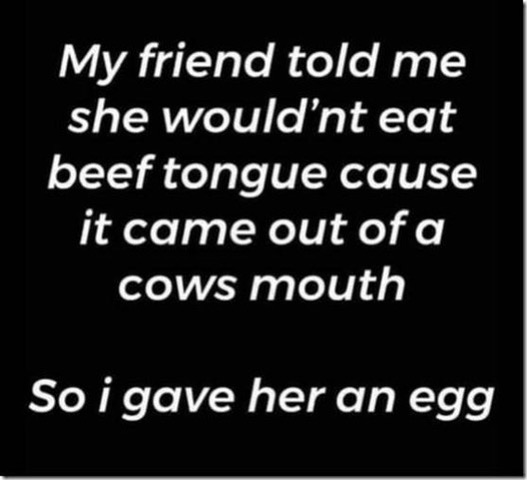 My friend told me
she would'nt eat
beef tongue cause
it came out of a
cows mouth
So i gave her an egg